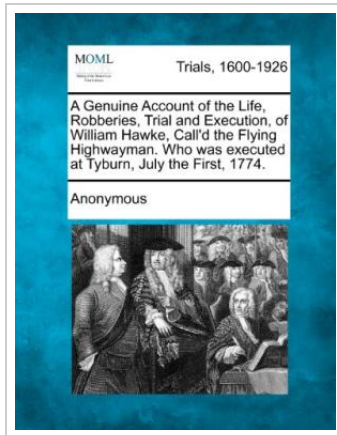 MOML
Trials, 1600-1926
A Genuine Account of the Life,
Robberies, Trial and Execution, of
William Hawke, Call'd the Flying
Highwayman. Who was executed
at Tyburn, July the First, 1774.
Anonymous